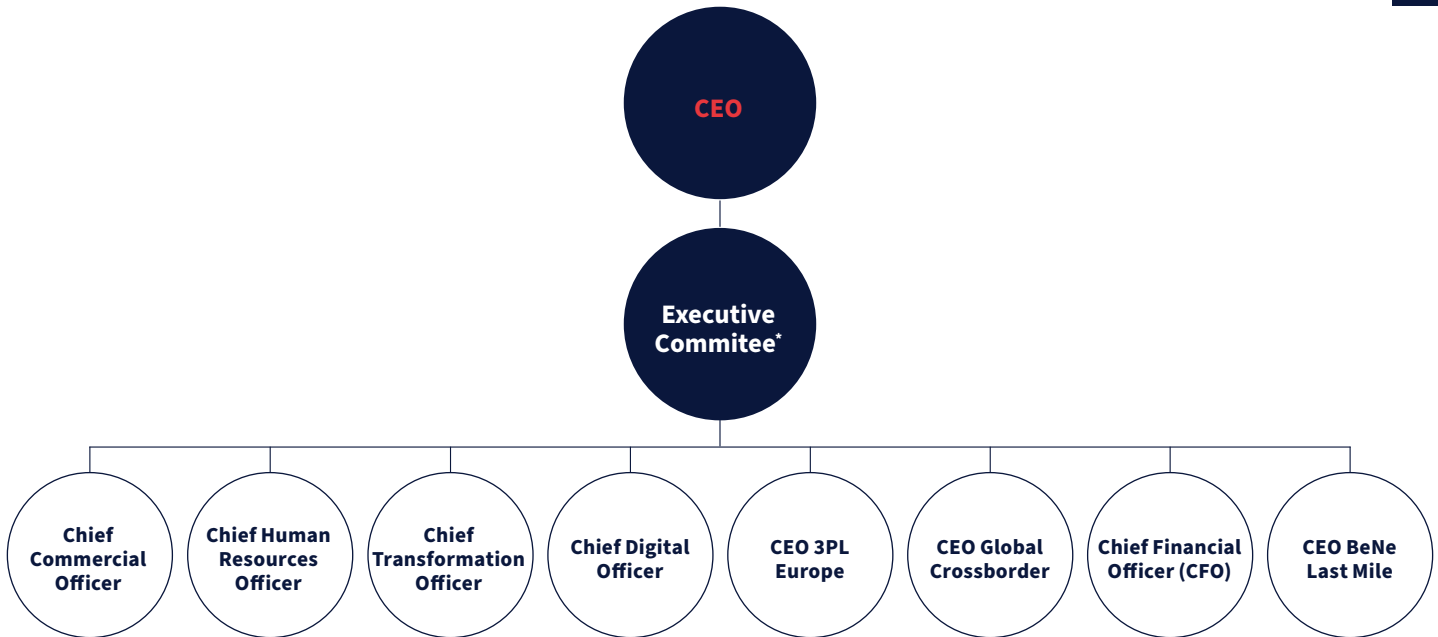 CEO
Executive
Commitee*
Chief
Commercial
Officer
Chief Human
Resources
Officer
Chief
Transformation
Officer
Chief Digital
Officer
CEO 3PL
Europe
CEO Global
Crossborder
Chief Financial
Officer (CFO)
CEO BeNe
Last Mile